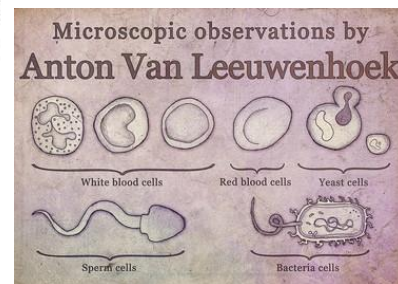 Microscopic observations by
Anton Van Leeuwenhoek
White blood cells
Red blood cells
Yeast cells
Sperm cells
Bacteria cells